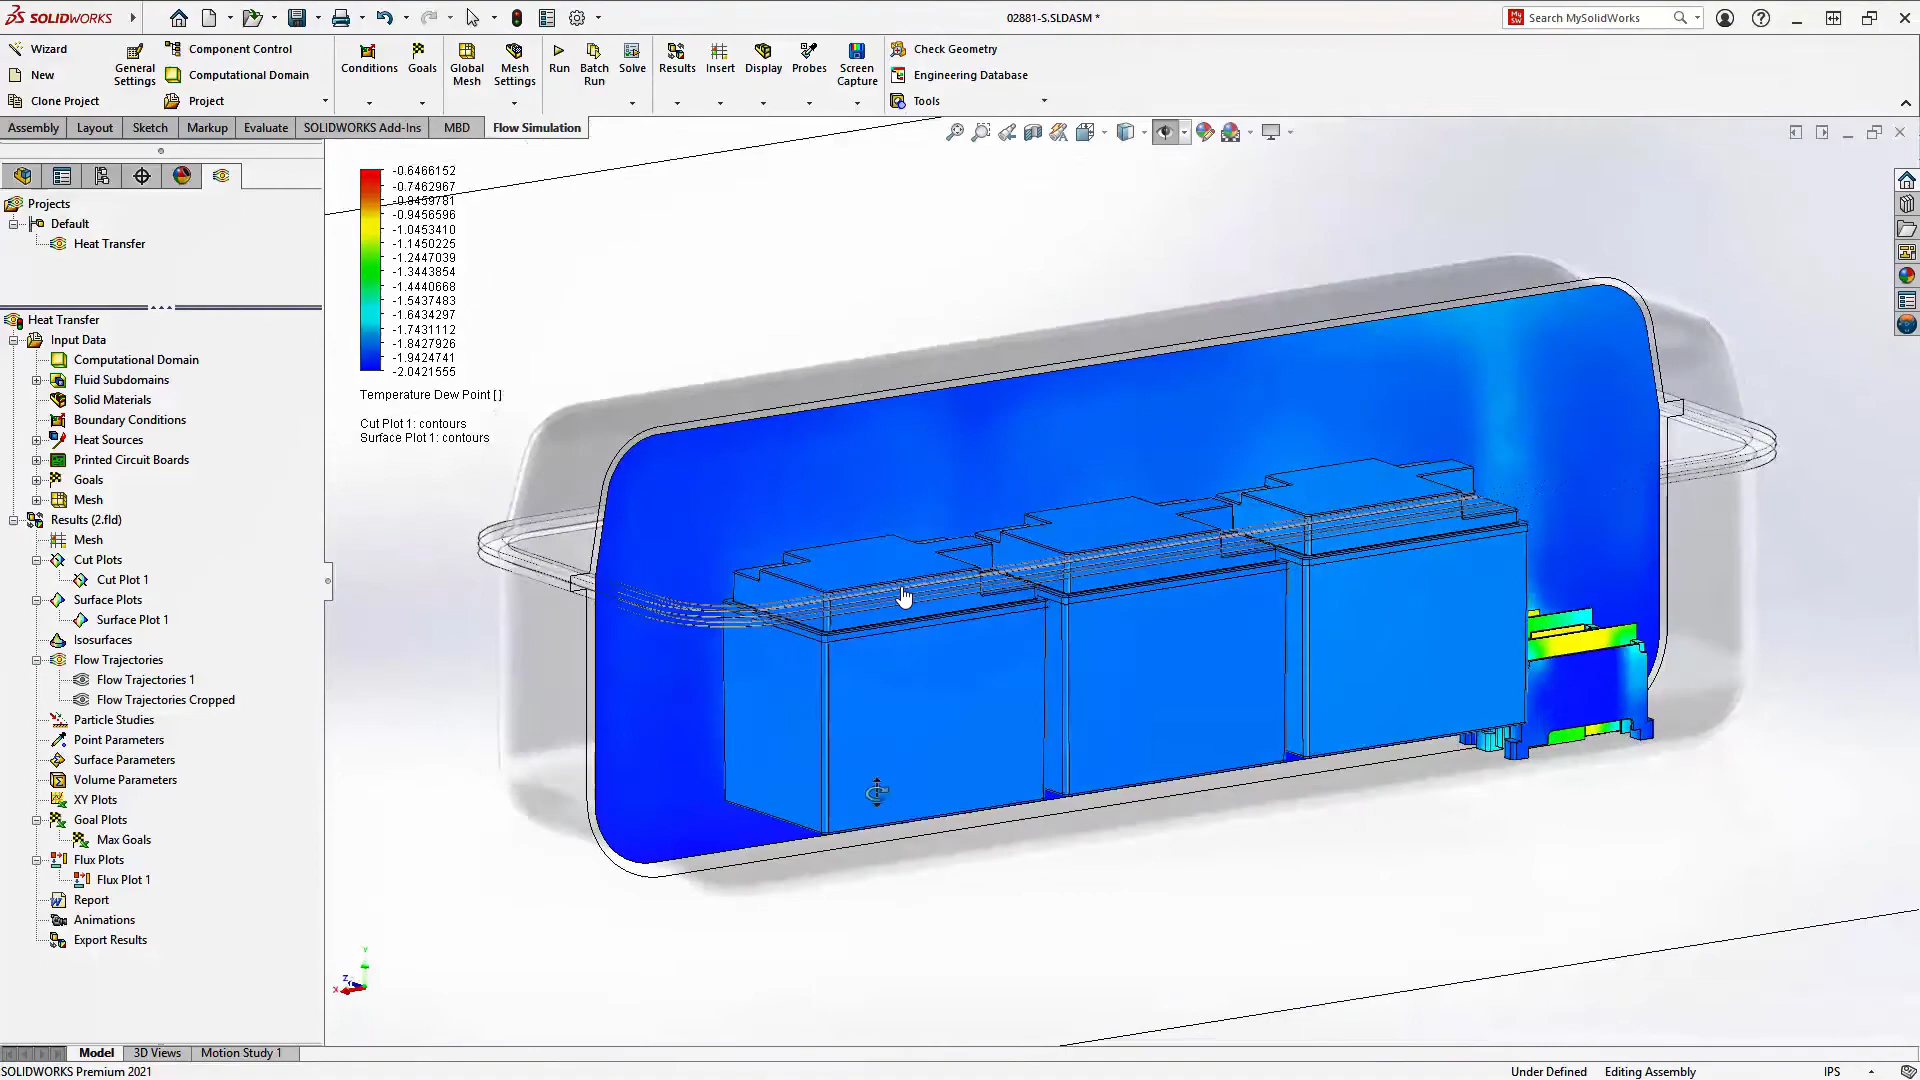 SOLIDWORKS
02881-S.SLDASM *
Search MySolidWorks
Wizard
New
Clone Project
General Settings
Component Control
Computational Domain
Project
Conditions
Goals
Global Mesh
Mesh Settings
Run
Batch Run
Solve
Results
Insert
Display
Probes
Screen Capture
Check Geometry
Engineering Database
Tools
Assembly
Layout
Sketch
Markup
Evaluate
SOLIDWORKS Add-Ins
MBD
Flow Simulation
Projects
Default
Heat Transfer
Heat Transfer
Input Data
Computational Domain
Fluid Subdomains
Solid Materials
Boundary Conditions
Heat Sources
Printed Circuit Boards
Goals
Mesh
Results (2.fld)
Mesh
Cut Plots
Cut Plot 1
Surface Plots
Surface Plot 1
Isosurfaces
Flow Trajectories
Flow Trajectories 1
Flow Trajectories Cropped
Particle Studies
Point Parameters
Surface Parameters
Volume Parameters
XY Plots
Goal Plots
Max Goals
Flux Plots
Flux Plot 1
Report
Animations
Export Results
-0.6466152
-0.7462967
-0.8459781
-0.9456596
-1.0453410
-1.1450225
-1.2447039
-1.3443854
-1.4440668
-1.5437483
-1.6434297
-1.7431112
-1.8427926
-1.9424741
-2.0421555
Temperature Dew Point [ ]
Cut Plot 1: contours
Surface Plot 1: contours
Y
Z
X
Model
3D Views
Motion Study 1
SOLIDWORKS Premium 2021
Under Defined
Editing Assembly
IPS